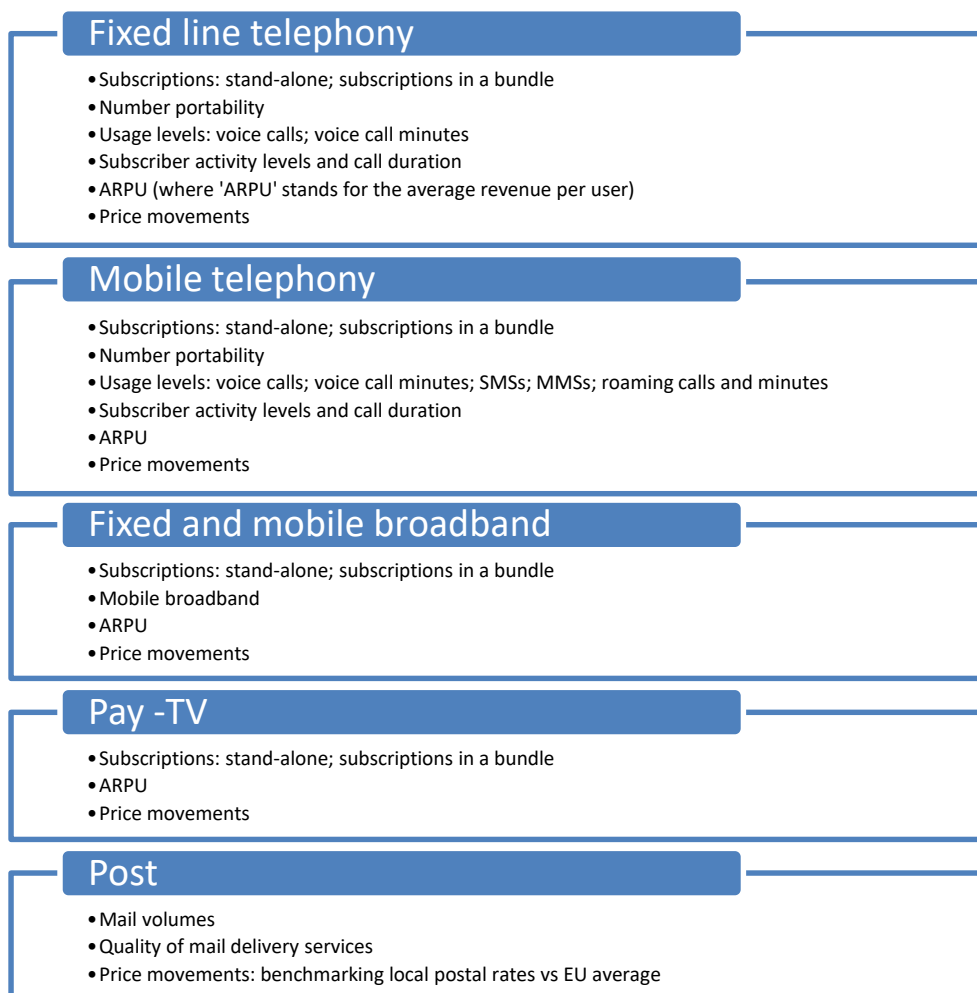 Fixed line telephony
•Subscriptions: stand-alone; subscriptions in a bundle
•Number portability
•Usage levels: voice calls; voice call minutes
•Subscriber activity levels and call duration
•ARPU (where 'ARPU' stands for the average revenue per user)
•Price movements
Mobile telephony
•Subscriptions: stand-alone; subscriptions in a bundle
•Number portability
•Usage levels: voice calls; voice call minutes; SMSs; MMSs; roaming calls and minutes
•Subscriber activity levels and call duration
•ARPU
•Price movements
Fixed and mobile broadband
•Subscriptions: stand-alone; subscriptions in a bundle
•Mobile broadband
•ARPU
•Price movements
Pay -TV
•Subscriptions: stand-alone; subscriptions in a bundle
•ARPU
•Price movements
Post
•Mail volumes
•Quality of mail delivery services
•Price movements: benchmarking local postal rates vs EU average